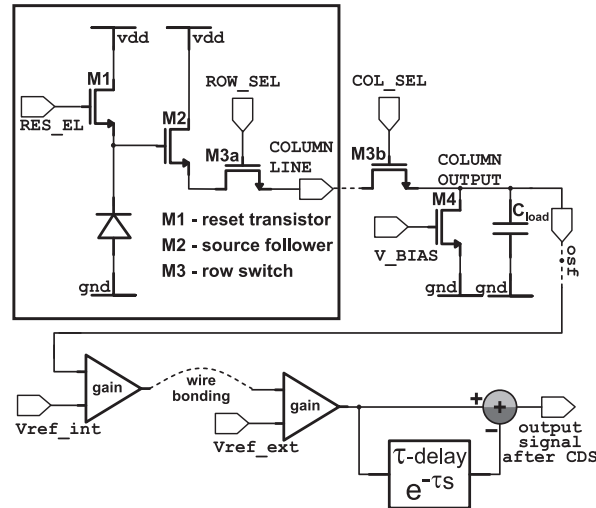 vdd
vdd
M1
RES_EL
M2
ROW_SEL
M3a
COLUMN
LINE
COL_SEL
M3b
COLUMN
OUTPUT
M4
V_BIAS
Cload
osf
M1 - reset transistor
M2 - source follower
M3 - row switch
gnd
gnd
gnd
gain
Vref_int
wire
bonding
gain
Vref_ext
+
+
-
output
signal
after CDS
τ-delay
e-τs